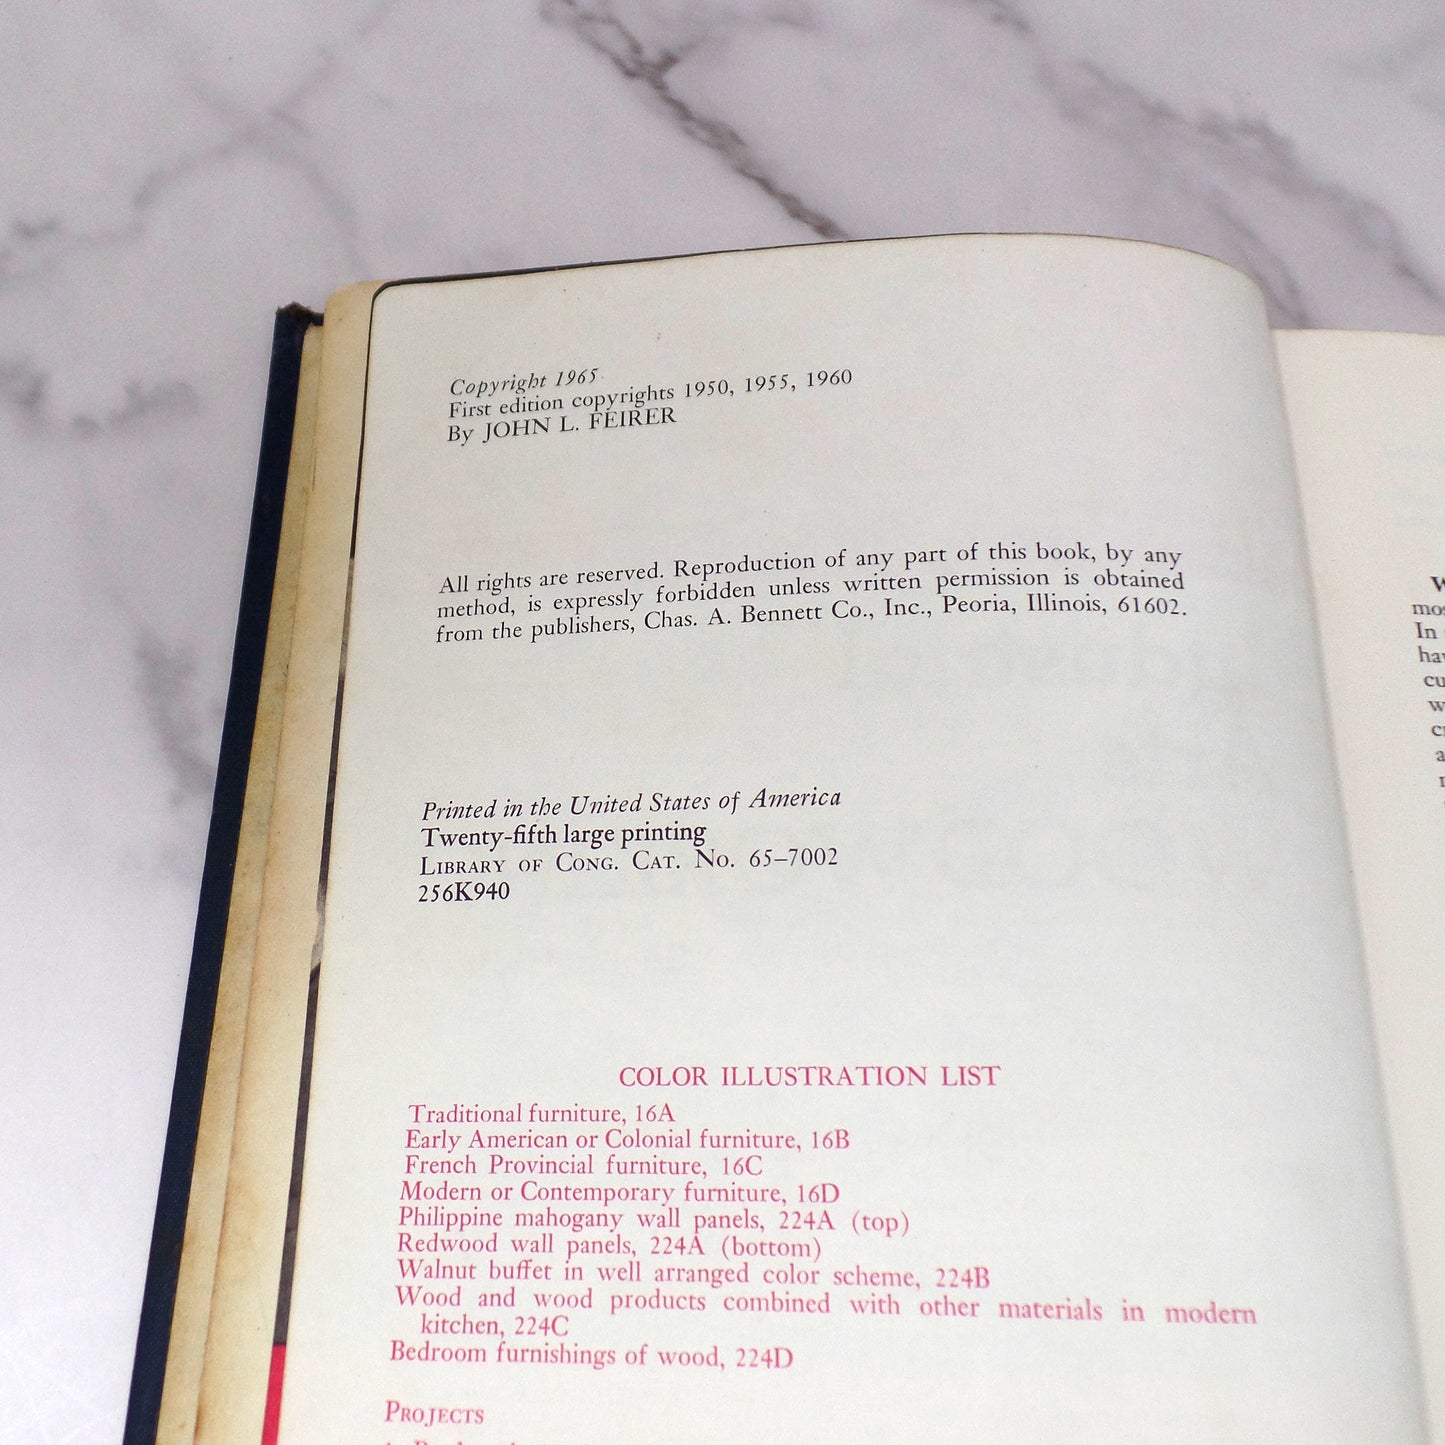 Copyright 1965
First edition copyrights 1950, 1955, 1960
By JOHN L. FEIRER
All rights are reserved. Reproduction of any part of this book, by any
method, is expressly forbidden unless written permission is obtained
from the publishers, Chas. A. Bennett Co., Inc., Peoria, Illinois, 61602.
Printed in the United States of America
Twenty-fifth large printing
LIBRARY OF CONG. CAT. No. 65–7002
256K940
COLOR ILLUSTRATION LIST
Traditional furniture, 16A
Early American or Colonial furniture, 16B
French Provincial furniture, 16C
Modern or Contemporary furniture, 16D
Philippine mahogany wall panels, 224A (top)
Redwood wall panels, 224A (bottom)
Walnut buffet in well arranged color scheme, 224B
Wood and wood products combined with other materials in modern
kitchen, 224C
Bedroom furnishings of wood, 224D
PROJECTS
In